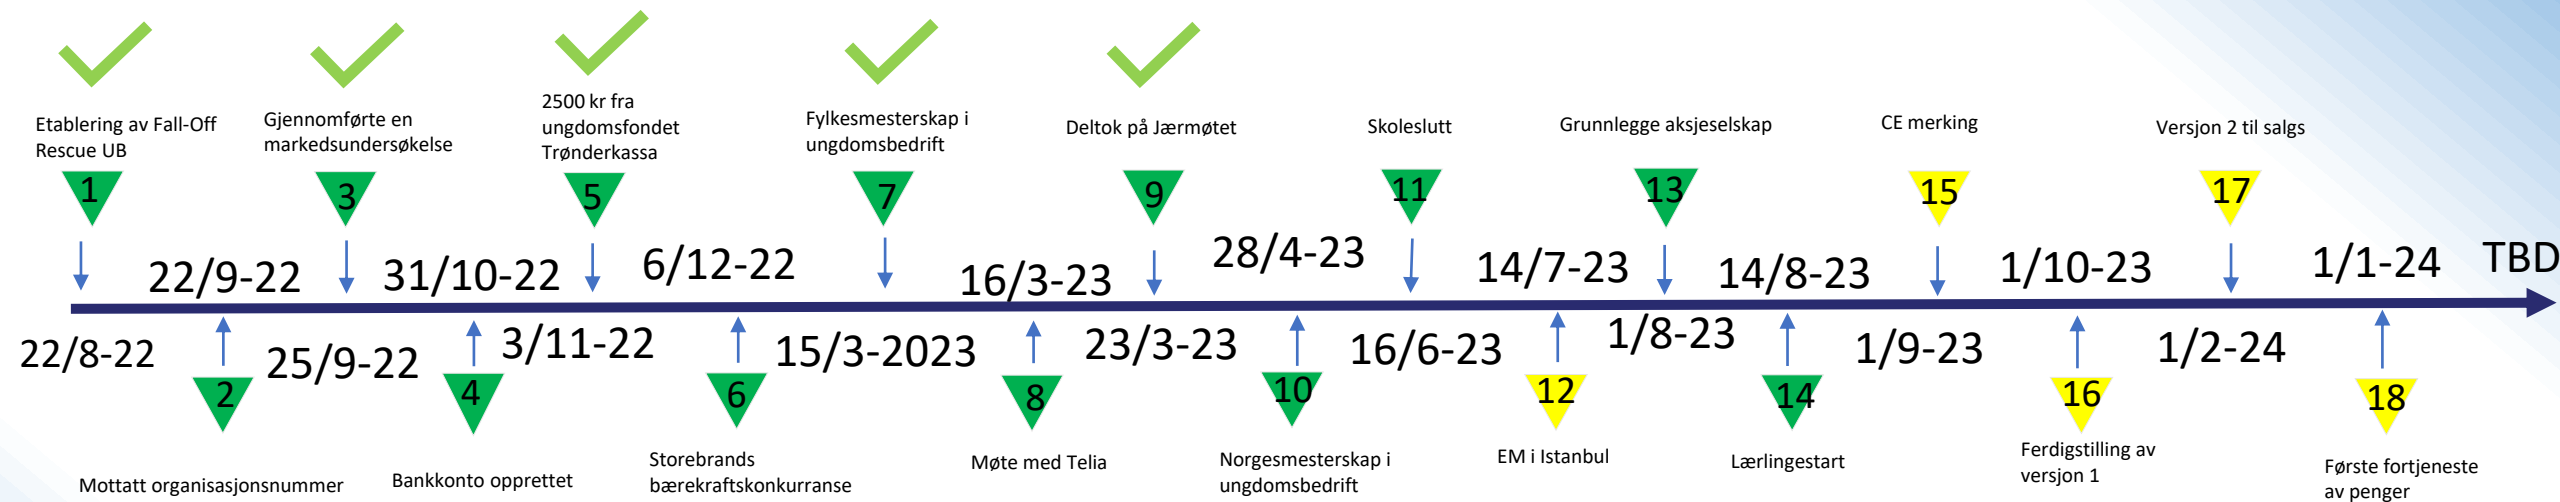 Etablering av Fall-Off
Rescue UB
Gjennomførte en
markedsundersøkelse
2500 kr fra
ungdomsfondet
Trønderkassa
Fylkesmesterskap i
ungdomsbedrift
Deltok på Jærmøtet
Skoleslutt
Grunnlegge aksjeselskap
CE merking
Versjon 2 til salgs
1
3
5
7
9
11
13
15
17
22/9-22
31/10-22
6/12-22
16/3-23
28/4-23
14/7-23
14/8-23
1/10-23
1/1-24
TBD
22/8-22
25/9-22
3/11-22
15/3-2023
23/3-23
16/6-23
1/8-23
1/9-23
1/2-24
2
4
6
8
10
12
14
16
18
Mottatt organisasjonsnummer
Bankkonto opprettet
Storebrands
bærekraftskonkurranse
Møte med Telia
Norgesmesterskap i
ungdomsbedrift
EM i Istanbul
Lærlingestart
Ferdigstilling av
versjon 1
Første fortjeneste
av penger